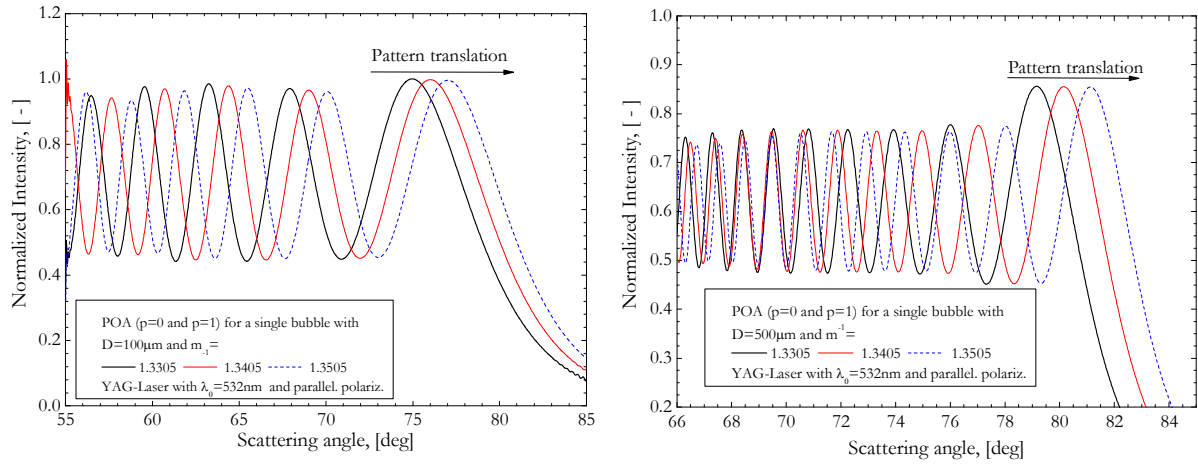 1.2
1.0
0.8
0.6
0.4
0.2
0.0
Normalized Intensity, [ - ]
Pattern translation
POA (p=0 and p=1) for a single bubble with
D=100µm and m-1=
1.3305 1.3405 1.3505
YAG-Laser with λ0=532nm and parallel. polariz.
55 60 65 70 75 80 85
Scattering angle, [deg]
1.0
0.9
0.8
0.7
0.6
0.5
0.4
0.3
0.2
Normalized Intensity, [ - ]
Pattern translation
POA (p=0 and p=1) for a single bubble with
D=500µm and m-1=
1.3305 1.3405 1.3505
YAG-Laser with λ0=532nm and parallel. polariz.
66 68 70 72 74 76 78 80 82 84
Scattering angle, [deg]